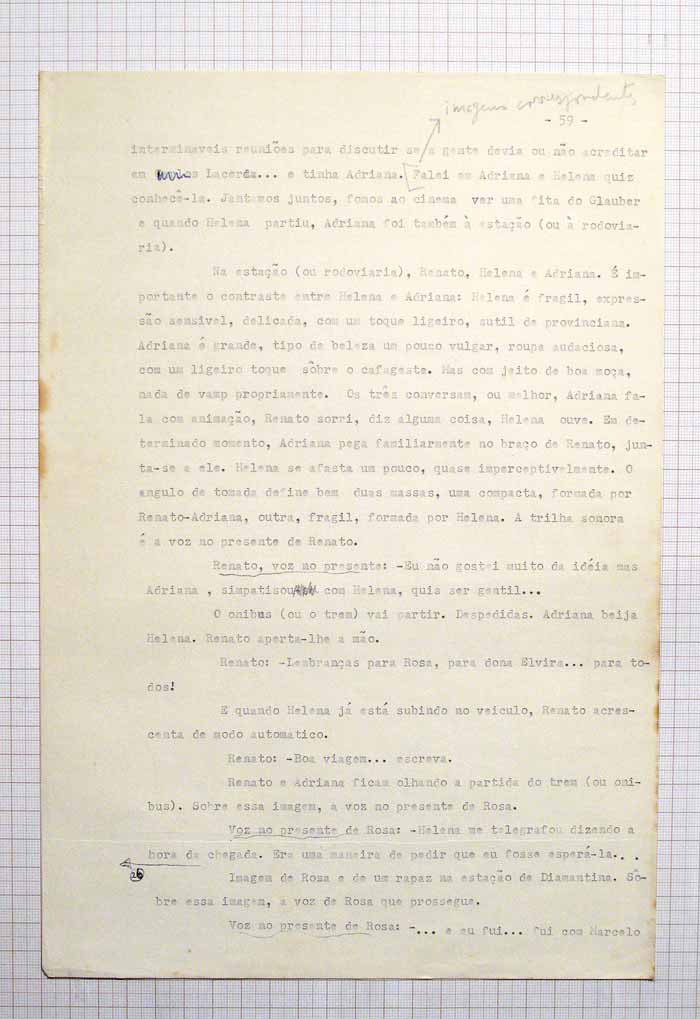 imagens correspondentes
- 59 -
interminaveis reuniões para discutir se a gente devia ou não acreditar
em Lacerda... e tinha Adriana. Falei em Adriana e Helena quiz
conhecê-la. Jantamos juntos, fomos ao cinema ver uma fita do Glauber
e quando Helena partiu, Adriana foi também à estação (ou à rodovia-
ria).
Na estação (ou rodoviaria), Renato, Helena e Adriana. É im-
portante o contraste entre Helena e Adriana: Helena é fragil, expres-
são sensivel, delicada, com um toque ligeiro, sutil de provinciana.
Adriana é grande, tipo de beleza um pouco vulgar, roupa audaciosa,
com um ligeiro toque sôbre o cafageste. Mas com jeito de boa moça,
nada de vamp propriamente. Os três conversam, ou melhor, Adriana fa-
la com animação, Renato sorri, diz alguma coisa, Helena ouve. Em de-
terminado momento, Adriana pega familiarmente no braço de Renato, jun-
ta-se a ele. Helena se afasta um pouco, quase imperceptivelmente. O
angulo de tomada define bem duas massas, uma compacta, formada por
Renato-Adriana, outra, fragil, formada por Helena. A trilha sonora
é a voz no presente de Renato.
Renato, voz no presente: -Eu não gostei muito da idéia mas
Adriana , simpatisou com Helena, quis ser gentil...
O onibus (ou o trem) vai partir. Despedidas. Adriana beija
Helena. Renato aperta-lhe a mão.
Renato: -Lembranças para Rosa, para dona Elvira... para to-
dos!
E quando Helena já está subindo no veiculo, Renato acres-
centa de modo automatico.
Renato: -Boa viagem... escreva.
Renato e Adriana ficam olhando a partida do trem (ou oni-
bus). Sobre essa imagem, a voz no presente de Rosa.
Voz no presente de Rosa: -Helena me telegrafou dizendo a
hora da chegada. Era uma maneira de pedir que eu fosse esperá-la...
Imagem de Rosa e de um rapaz na estação de Diamantina. Sô-
bre essa imagem, a voz de Rosa que prossegue.
Voz no presente de Rosa: -... e eu fui... fui com Marcelo